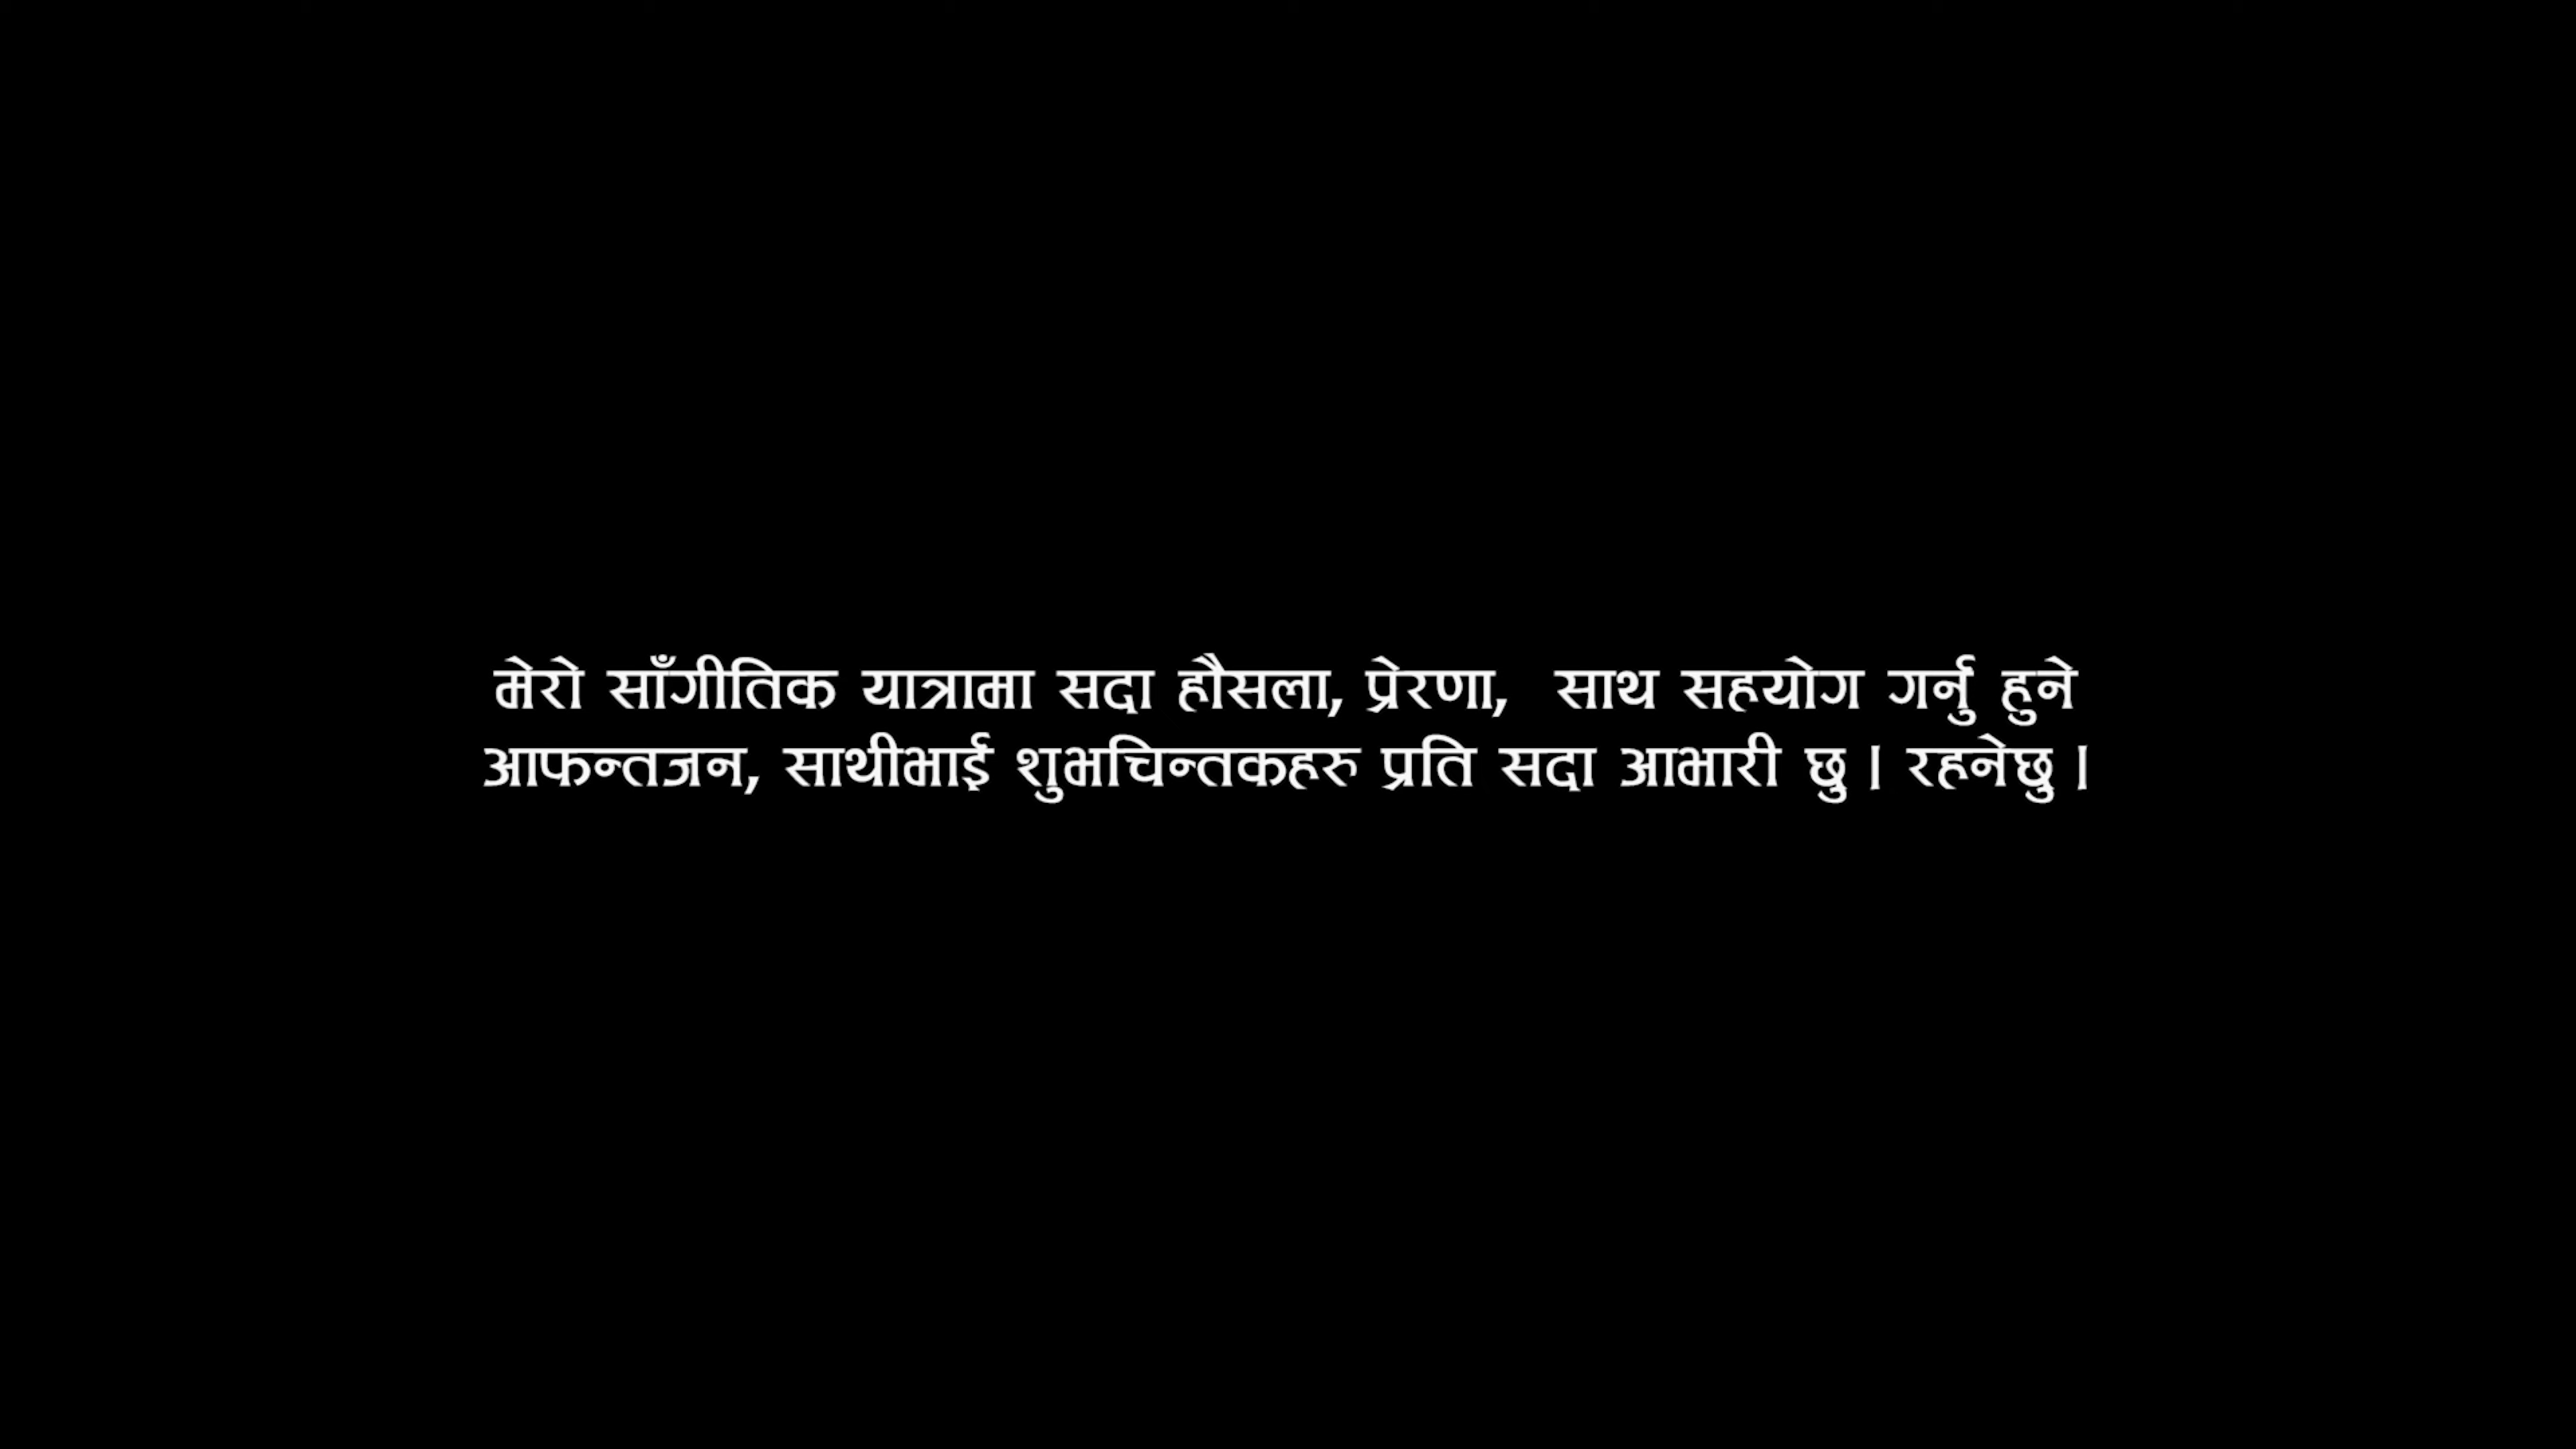 मेरो साँगीतिक यात्रामा सदा हौसला, प्रेरणा, साथ सहयोग गर्नु हुने
आफन्तजन, साथीभाई शुभचिन्तकहरु प्रति सदा आभारी छु । रहनेछु ।